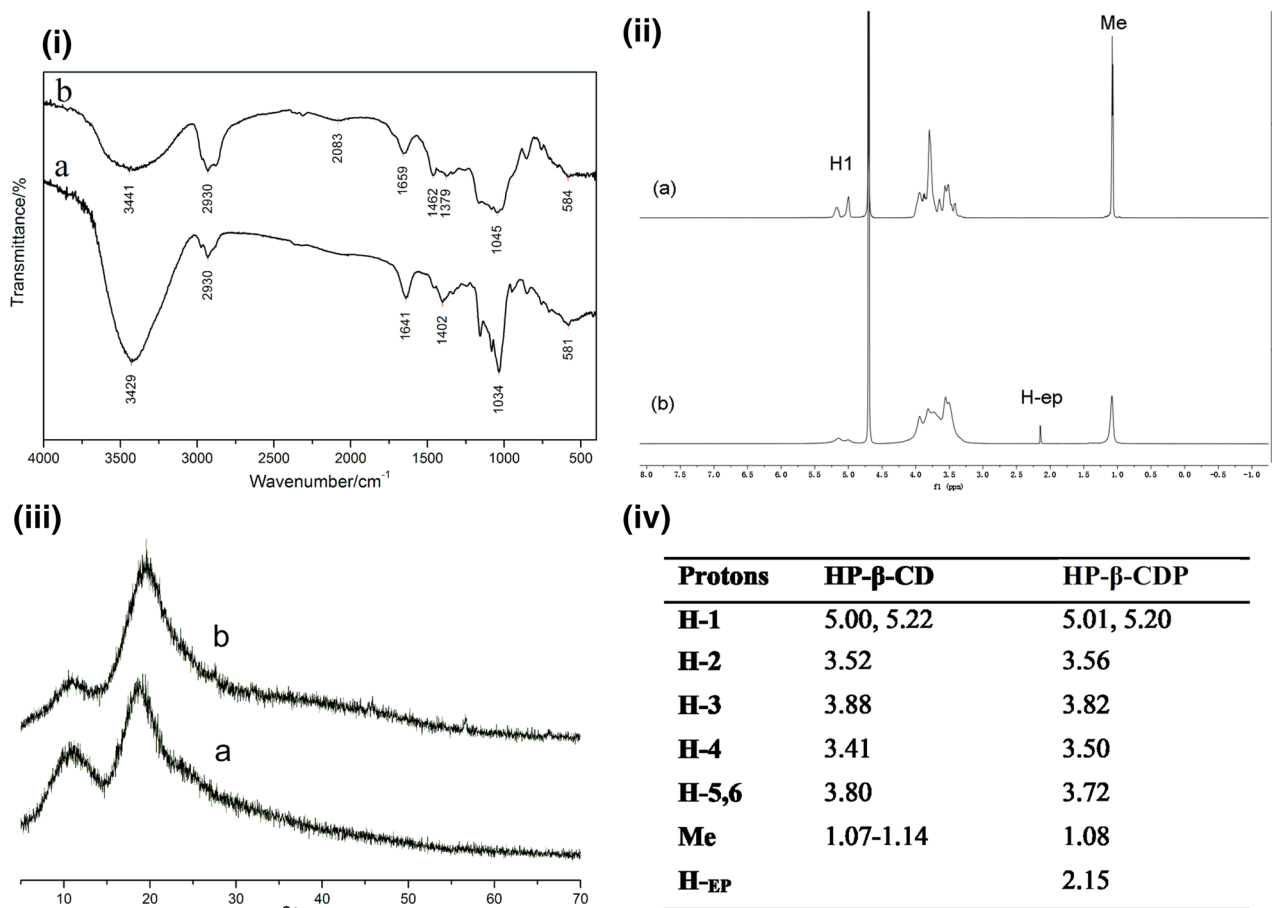 (i)
b
a
3441
2930
2083
1659
1462
1379
1045
584
3429
2930
1641
1402
1034
581
Transmittance/%
4000 3500 3000 2500 2000 1500 1000 500
Wavenumber/cm-1
(ii)
Me
H1
(a)
H-ep
(b)
8.1 7.5 7.0 6.5 6.0 5.5 5.0 4.5 4.0 3.5 3.0 2.5 2.0 1.5 1.0 0.5 0.0 -0.5 -1.0
f1 (ppm)
(iii)
b
a
10 20 30 40 50 60 70
(iv)
Protons HP-β-CD HP-β-CDP
H-1 5.00, 5.22 5.01, 5.20
H-2 3.52 3.56
H-3 3.88 3.82
H-4 3.41 3.50
H-5,6 3.80 3.72
Me 1.07-1.14 1.08
H-EP 2.15